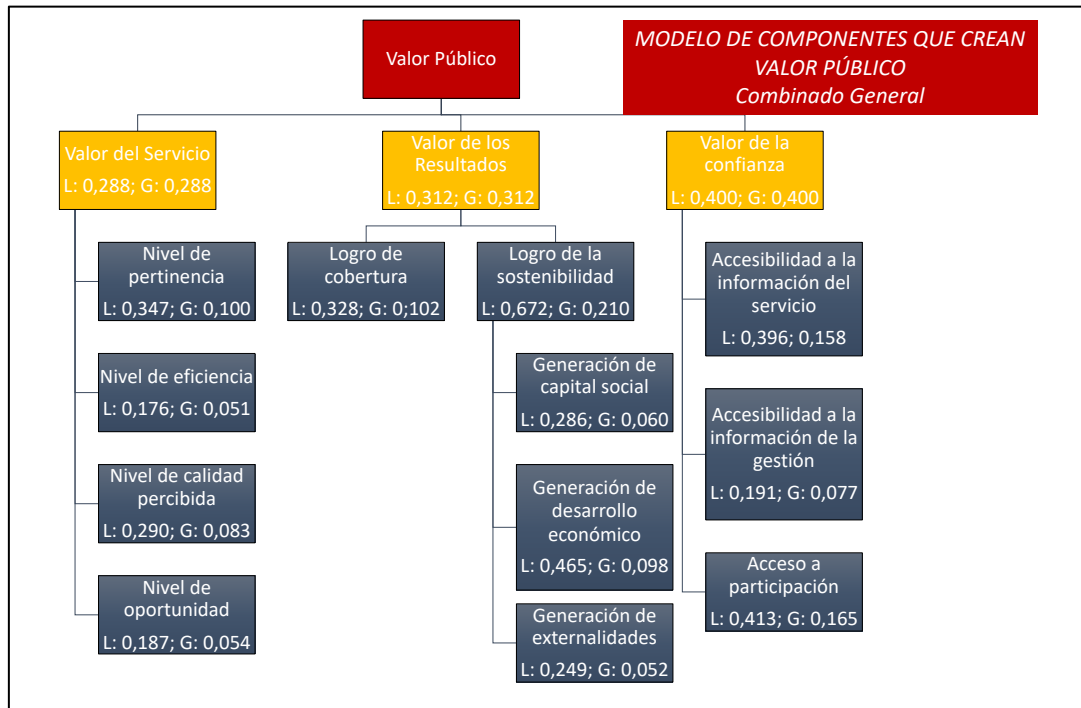 Valor Público
MODELO DE COMPONENTES QUE CREAN
VALOR PÚBLICO
Combinado General
Valor del Servicio
L: 0,288; G: 0,288
Valor de los
Resultados
L: 0,312; G: 0,312
Valor de la
confianza
L: 0,400; G: 0,400
Nivel de
pertinencia
L: 0,347; G: 0,100
Nivel de eficiencia
L: 0,176; G: 0,051
Nivel de calidad
percibida
L: 0,290; G: 0,083
Nivel de
oportunidad
L: 0,187; G: 0,054
Logro de
cobertura
L: 0,328; G: 0;102
Logro de la
sostenibilidad
L: 0,672; G: 0,210
Generación de
capital social
L: 0,286; G: 0,060
Generación de
desarrollo
económico
L: 0,465; G: 0,098
Generación de
externalidades
L: 0,249; G: 0,052
Accesibilidad a la
información del
servicio
L: 0,396; 0,158
Accesibilidad a la
información de la
gestión
L: 0,191; G: 0,077
Acceso a
participación
L: 0,413; G: 0,165